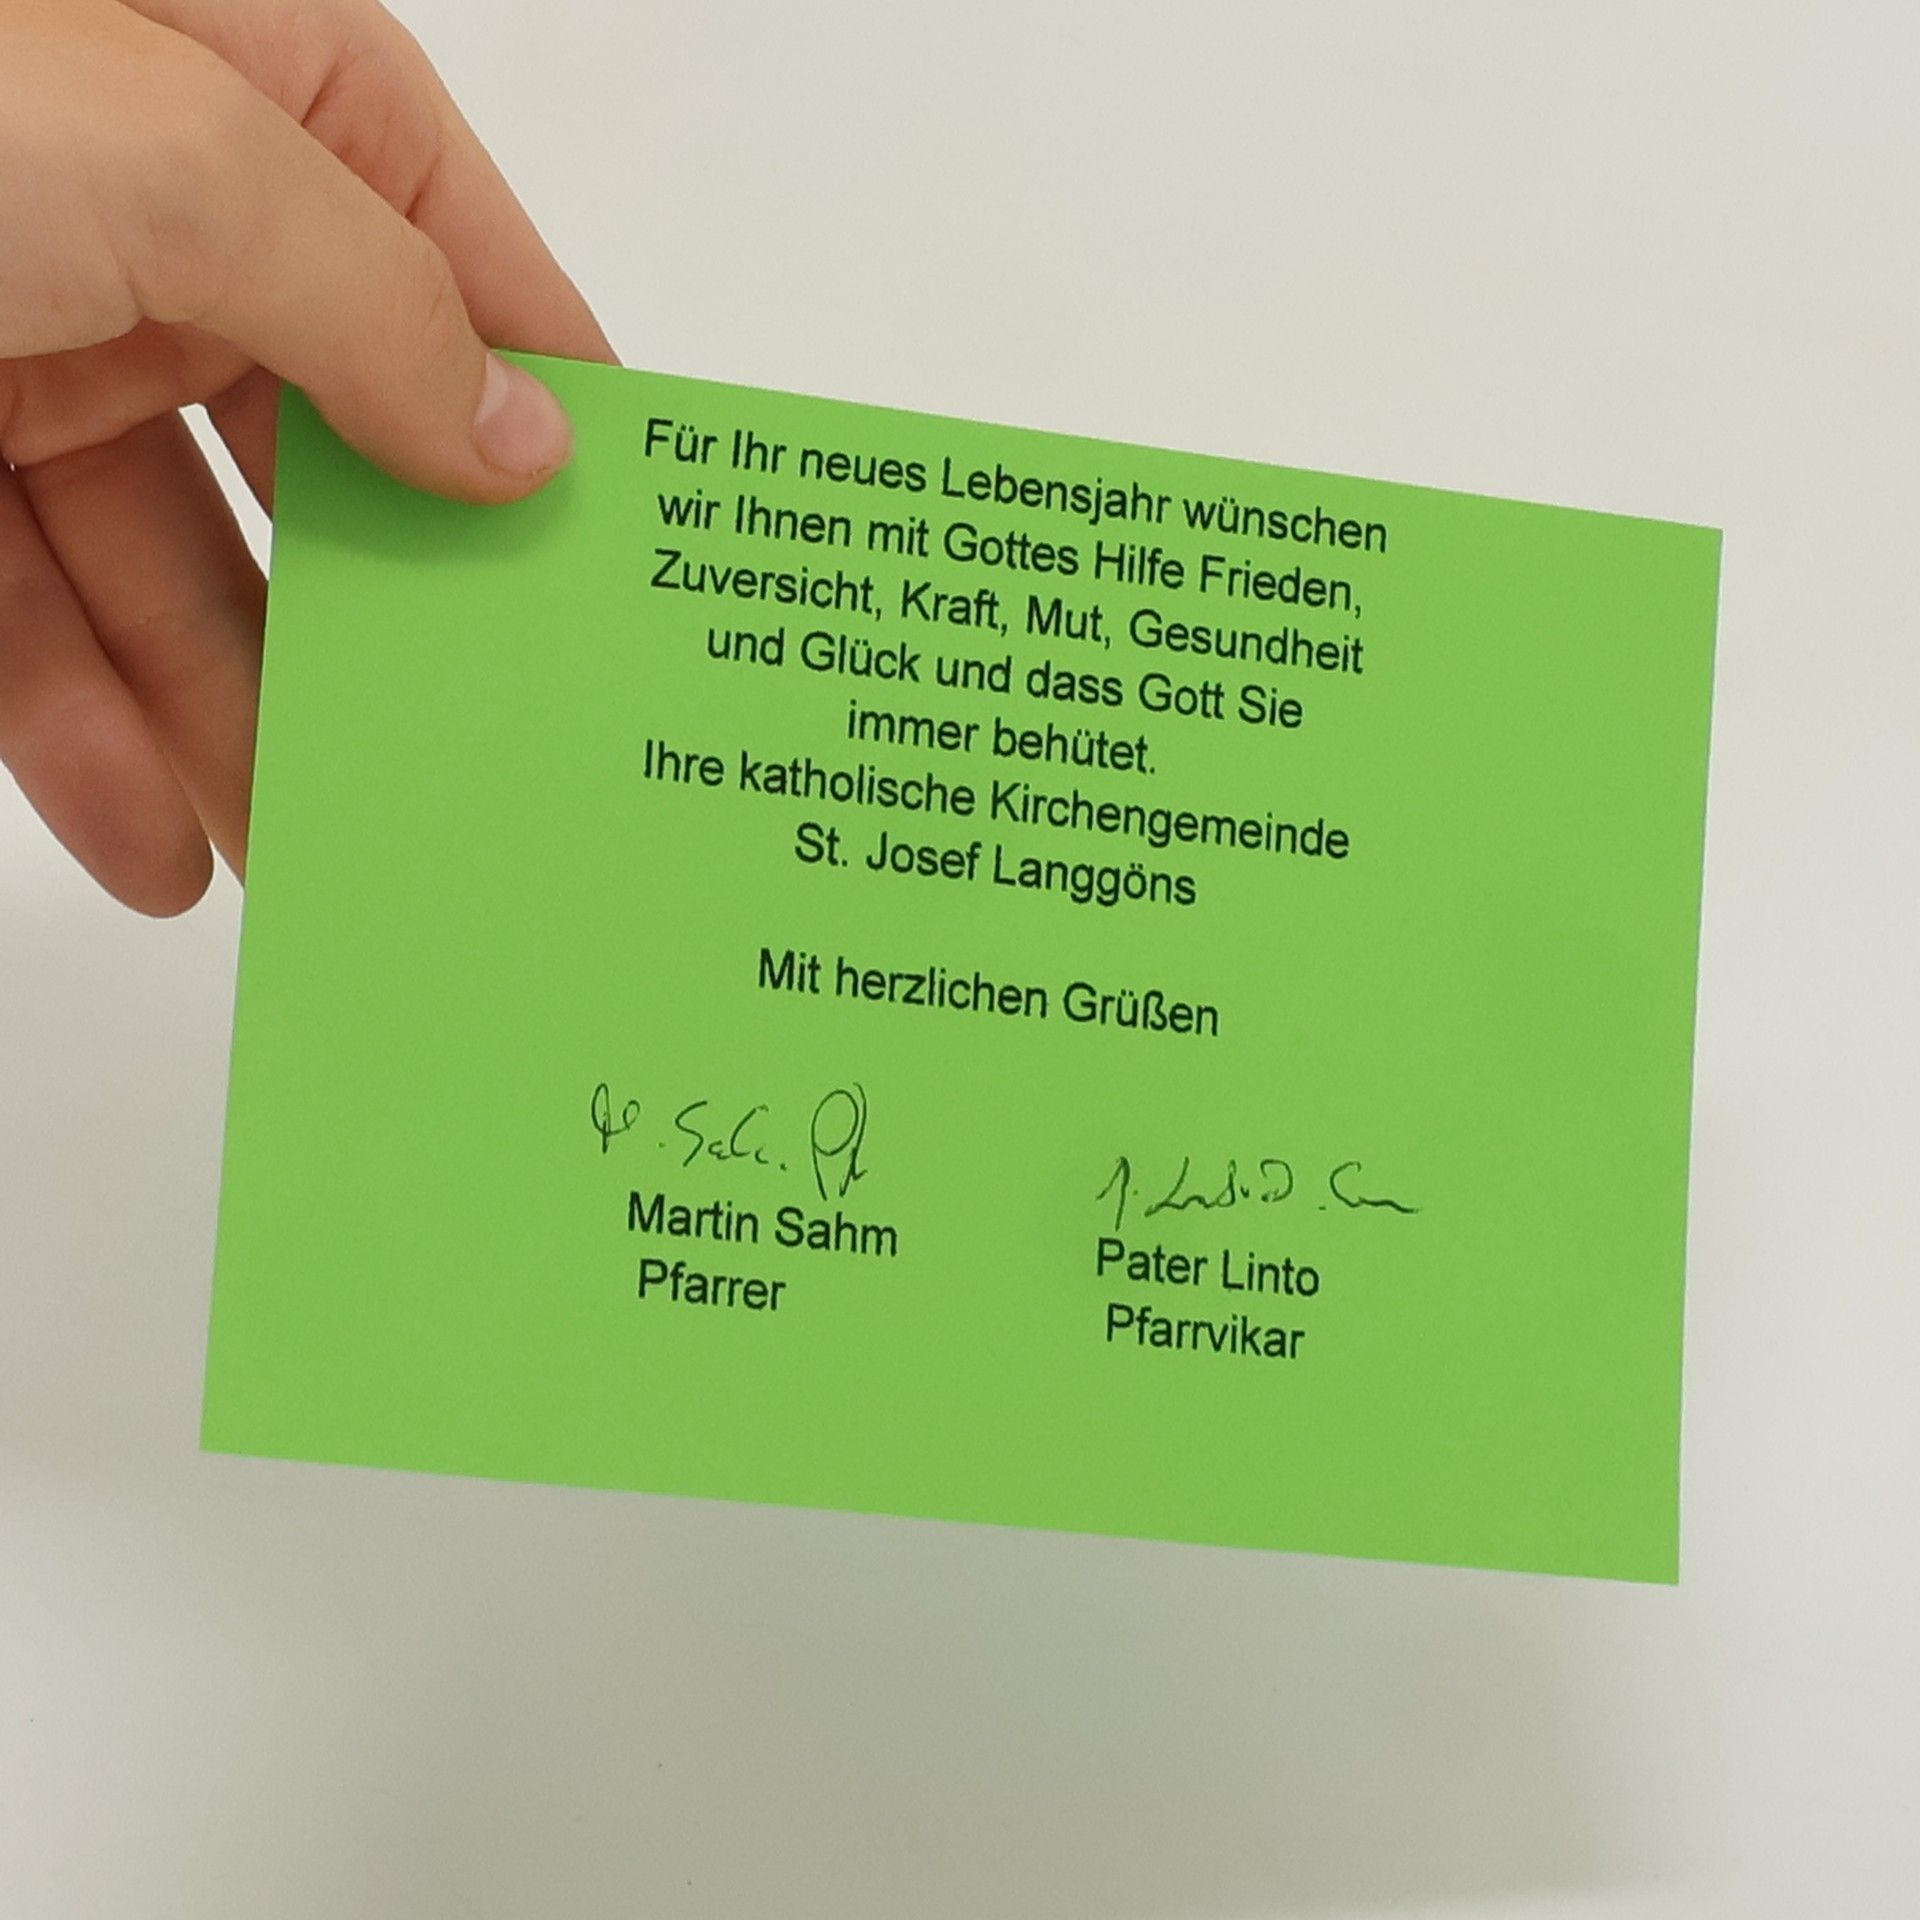 Für Ihr neues Lebensjahr wünschen
wir Ihnen mit Gottes Hilfe Frieden,
Zuversicht, Kraft, Mut, Gesundheit
und Glück und dass Gott Sie
immer behütet.
Ihre katholische Kirchengemeinde
St. Josef Langgöns
Mit herzlichen Grüßen
Martin Sahm
Pfarrer
Pater Linto
Pfarrvikar